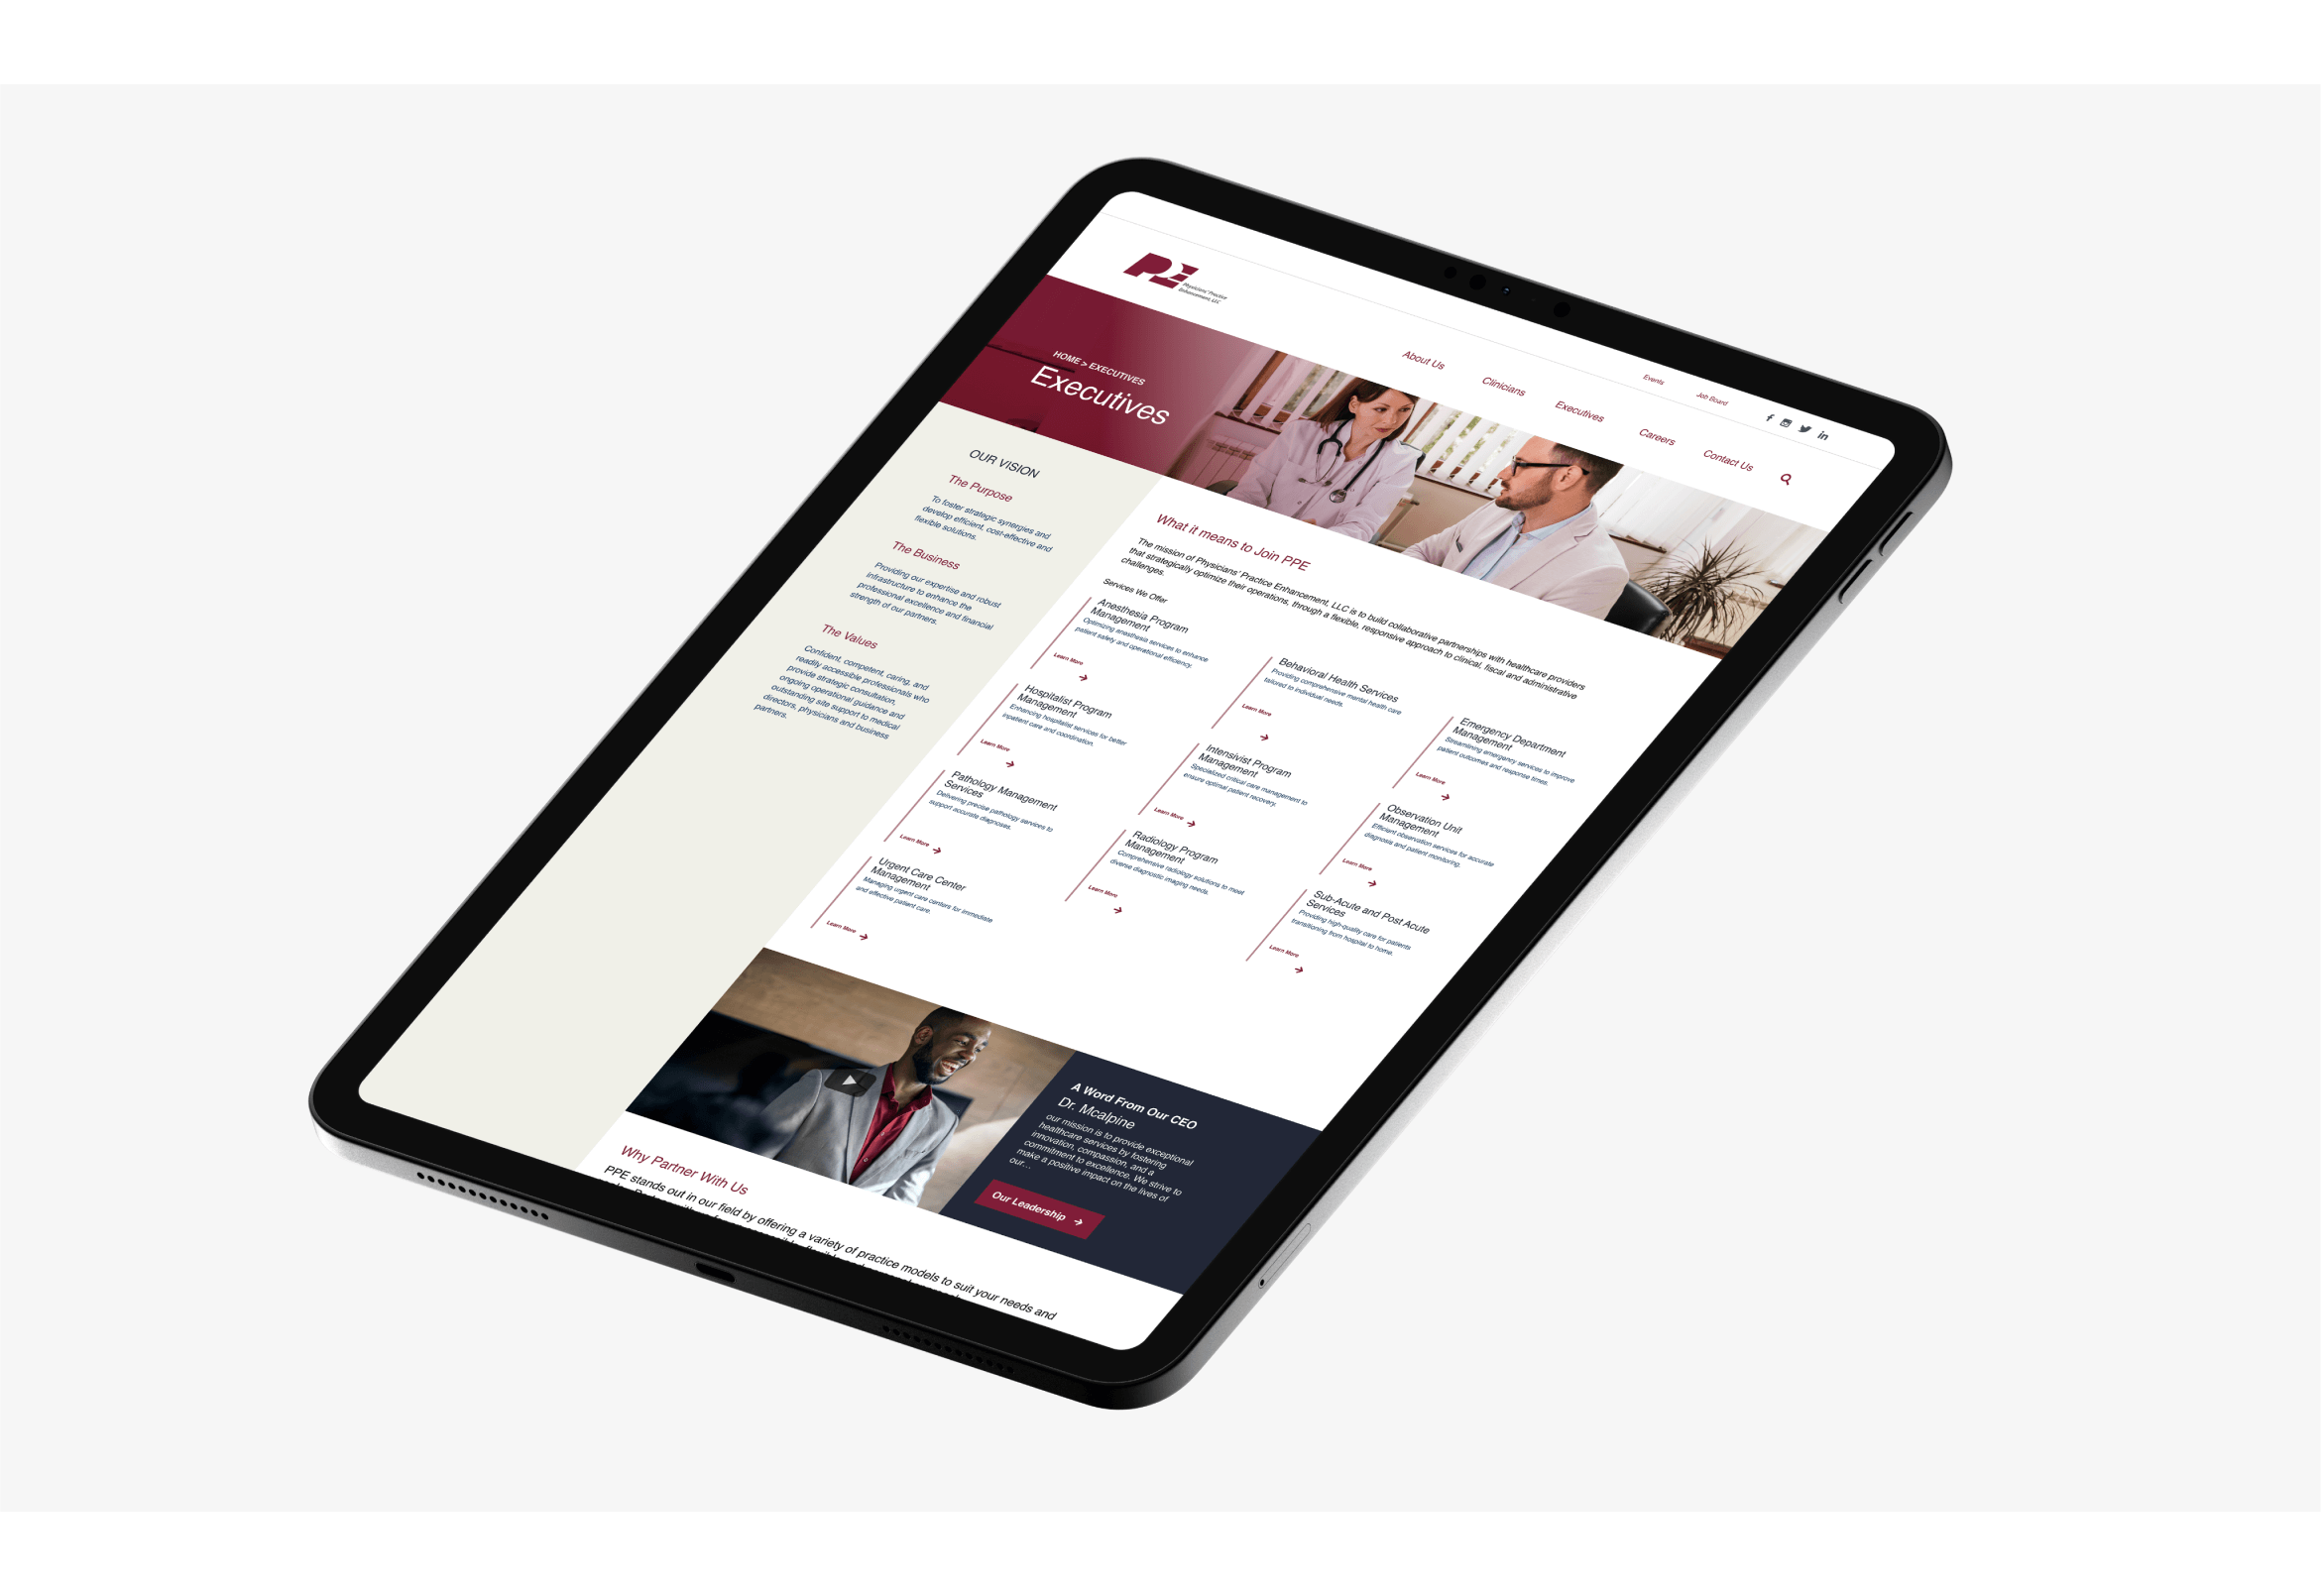 PPE
Physicians' Practice
Enhancement, LLC
Events
Job Board
About Us
Clinicians
Executives
Careers
Contact Us
HOME > EXECUTIVES
Executives
OUR VISION
The Purpose
To foster strategic synergies and
develop efficient, cost-effective and
flexible solutions.
The Business
Providing our expertise and robust
infrastructure to enhance the
professional excellence and financial
strength of our partners.
The Values
Confident, competent, caring, and
readily accessible professionals who
provide strategic consultation,
ongoing operational guidance and
outstanding site support to medical
directors, physicians and business
partners.
What it means to Join PPE
The mission of Physicians' Practice Enhancement, LLC is to build collaborative partnerships with healthcare providers
that strategically optimize their operations, through a flexible, responsive approach to clinical, fiscal and administrative
challenges.
Services We Offer
Anesthesia Program
Management
Optimizing anesthesia services to enhance
patient safety and operational efficiency.
Learn More
Behavioral Health Services
Providing comprehensive mental health care
tailored to individual needs.
Learn More
Emergency Department
Management
Streamlining emergency services to improve
patient outcomes and response times.
Learn More
Hospitalist Program
Management
Enhancing hospitalist services for better
inpatient care and coordination.
Learn More
Intensivist Program
Management
Specialized critical care management to
ensure optimal patient recovery.
Learn More
Observation Unit
Management
Efficient observation services for accurate
diagnosis and patient monitoring.
Learn More
Pathology Management
Services
Delivering precise pathology services to
support accurate diagnoses.
Learn More
Radiology Program
Management
Comprehensive radiology solutions to meet
diverse diagnostic imaging needs.
Learn More
Sub-Acute and Post Acute
Services
Providing high-quality care for patients
transitioning from hospital to home.
Learn More
Urgent Care Center
Management
Managing urgent care centers for immediate
and effective patient care.
Learn More
A Word From Our CEO
Dr. Mcalpine
our mission is to provide exceptional
healthcare services by fostering
innovation, compassion, and a
commitment to excellence. We strive to
make a positive impact on the lives of
our...
Our Leadership
Why Partner With Us
PPE stands out in our field by offering a variety of practice models to suit your needs and